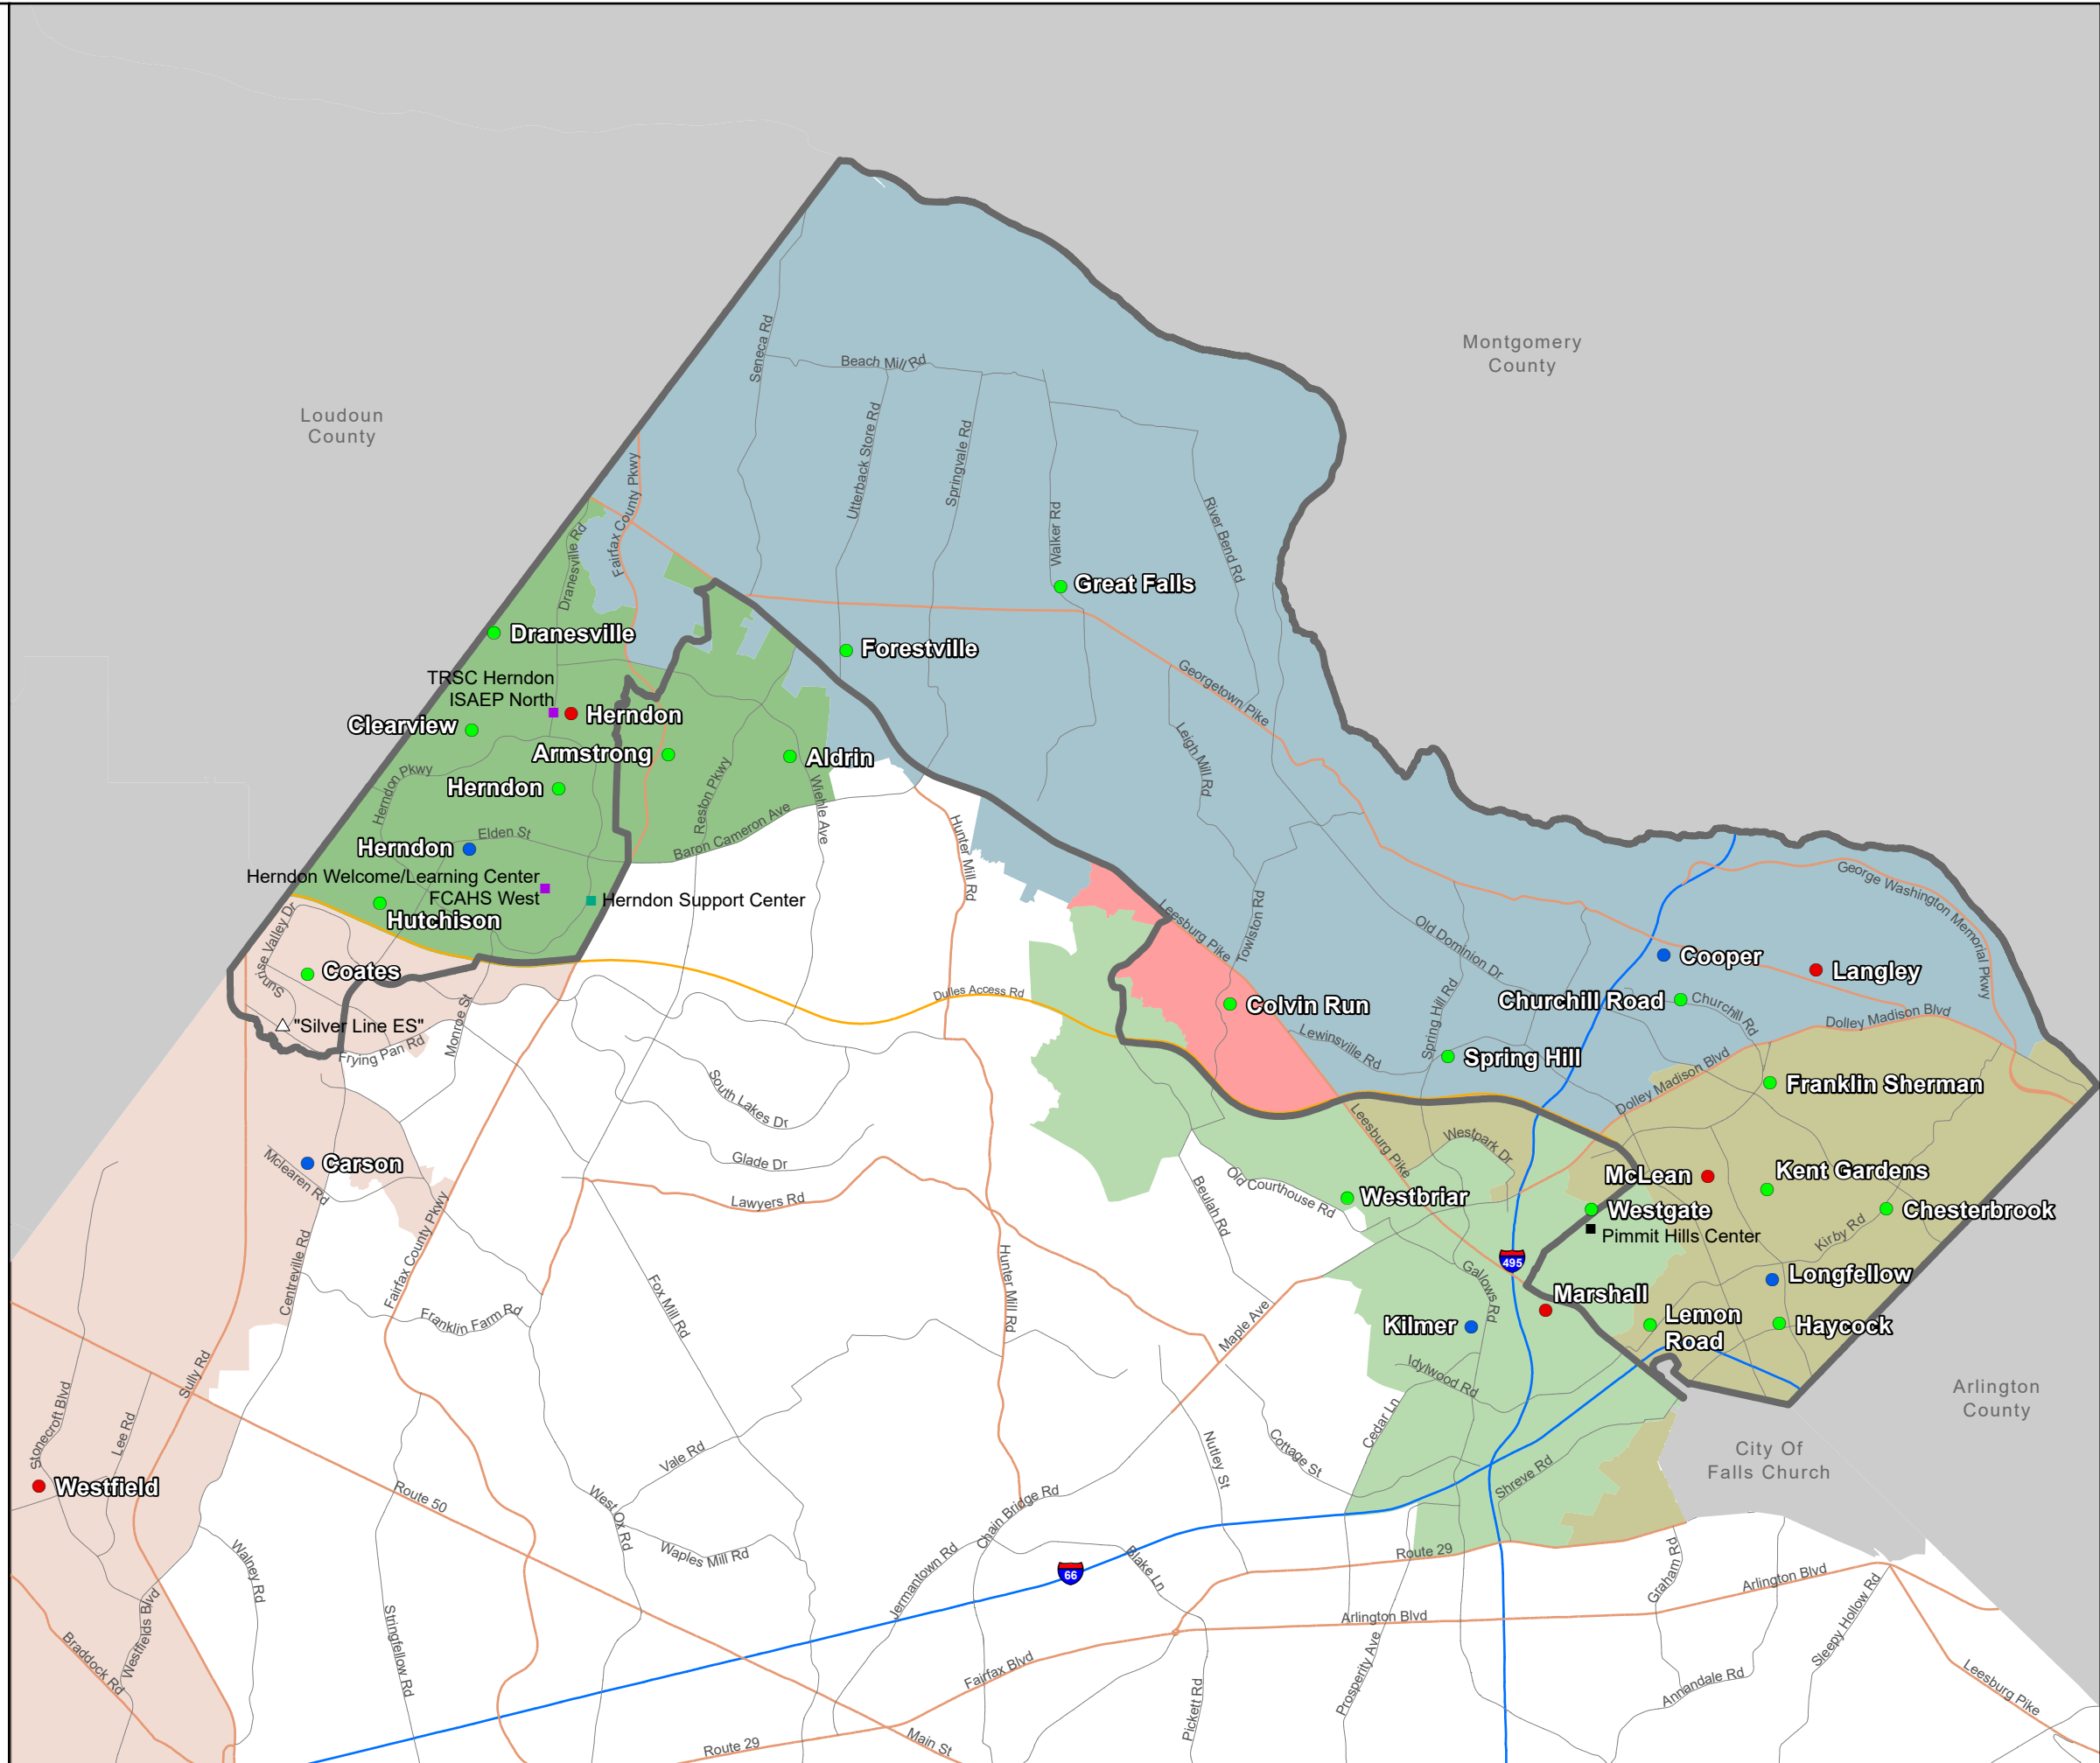 Montgomery
County
Loudoun
County
Seneca Rd
Beach Mill Rd
Utterback Store Rd
Springvale Rd
Walker Rd
River Bend Rd
Fairfax County Pkwy
Dranesville Rd
Great Falls
Dranesville
Forestville
Georgetown Pike
TRSC Herndon
ISAEP North
Herndon
Clearview
Armstrong
Aldrin
Leigh Mill Rd
Herndon Pkwy
Herndon
Reston Pkwy
Wiehle Ave
Elden St
Baron Cameron Ave
Hunter Mill Rd
Herndon
Herndon Welcome/Learning Center
FCAHS West
Herndon Support Center
Hutchison
George Washington Memorial Pkwy
Leesburg Pike
Towlston Rd
Old Dominion Dr
Cooper
Langley
Sunrise Valley Dr
Coates
Dulles Access Rd
Colvin Run
Spring Hill Rd
Churchill Road
Churchill Rd
Dolley Madison Blvd
"Silver Line ES"
Frying Pan Rd
Monroe St
Lewinsville Rd
Spring Hill
Dolley Madison Blvd
Franklin Sherman
South Lakes Dr
Leesburg Pike
Westpark Dr
Glade Dr
Carson
Mclearen Rd
Lawyers Rd
Beulah Rd
Old Courthouse Rd
Westbriar
McLean
Kent Gardens
Westgate
Chesterbrook
Pimmit Hills Center
Kirby Rd
Centreville Rd
Fairfax County Pkwy
Fox Mill Rd
Hunter Mill Rd
495
Gallows Rd
Longfellow
Marshall
Franklin Farm Rd
Maple Ave
Kilmer
Lemon
Road
Haycock
Sully Rd
Idylwood Rd
Arlington
County
Stonecroft Blvd
Lee Rd
Cedar Ln
Vale Rd
Nutley St
Cottage St
City Of
Falls Church
Westfield
Route 50
West Ox Rd
Chain Bridge Rd
Shreve Rd
Walney Rd
Waples Mill Rd
Jermantown Rd
66
Blake Ln
Route 29
Graham Rd
Arlington Blvd
Westfields Blvd
Stringfellow Rd
Arlington Blvd
Sleepy Hollow Rd
Braddock Rd
Fairfax Blvd
Pickett Rd
Prosperity Ave
Annandale Rd
Leesburg Pike
Route 29
Main St